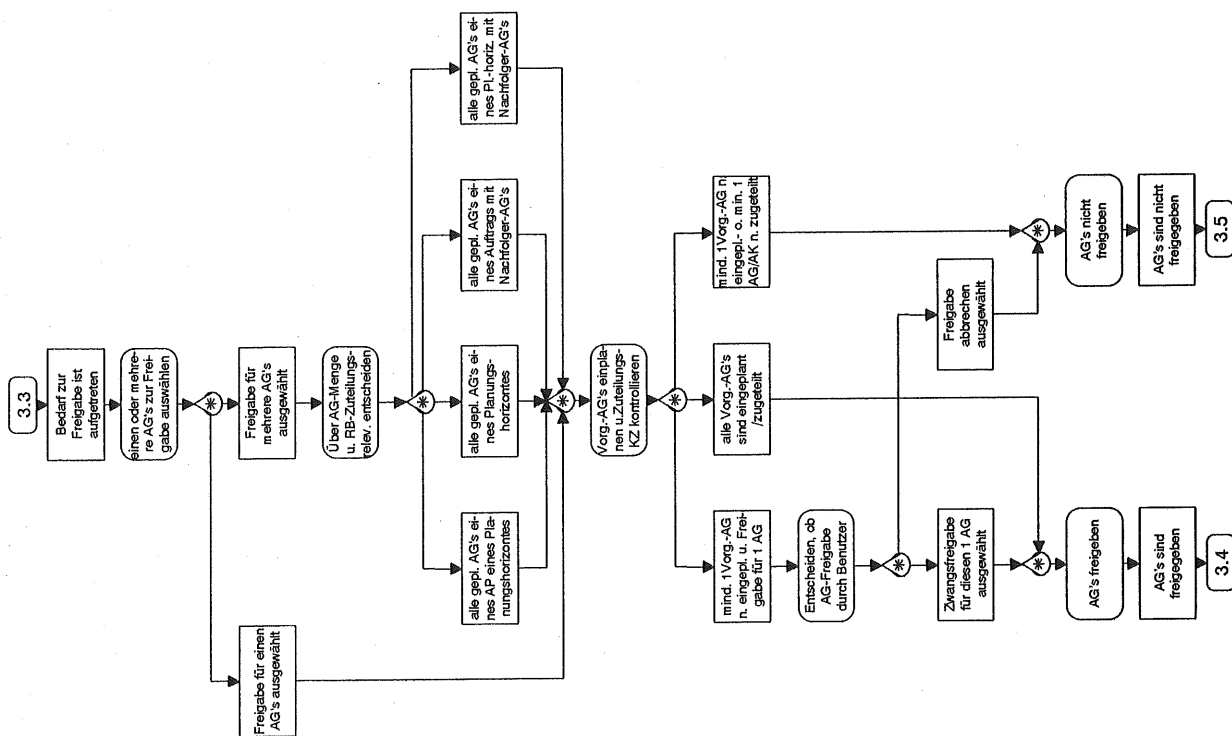 3.3
Bedarf zur
Freigabe ist
aufgetreten
einen oder mehre-
re AG's zur Frei-
gabe auswählen
*
Freigabe für einen
AG's ausgewählt
Freigabe für
mehrere AG's
ausgewählt
Über AG-Menge
u. RB-Zuteilungs-
relev. entscheiden
*
alle gepl. AG's ei-
nes AP eines Pla-
nungshorizontes
alle gepl. AG's ei-
nes Planungs-
horizontes
alle gepl. AG's ei-
nes Auftrags mit
Nachfolger-AG's
alle gepl. AG's ei-
nes PL-horiz. mit
Nachfolger-AG's
*
Vorg.-AG's einpla-
nen u.Zuteilungs-
KZ kontrollieren
*
mind. 1Vorg.-AG
n. eingepl. u. Frei-
gabe für 1 AG
alle Vorg.-AG's
sind eingeplant
/zugeteilt
mind. 1Vorg.-AG n.
eingepl.- o. min. 1
AG/AK n. zugeteilt
Entscheiden, ob
AG-Freigabe
durch Benutzer
*
Zwangsfreigabe
für diesen 1 AG
ausgewählt
Freigabe
abbrechen
ausgewählt
*
*
AG's freigeben
AG's nicht
freigeben
AG's sind
freigegeben
AG's sind nicht
freigegeben
3.4
3.5